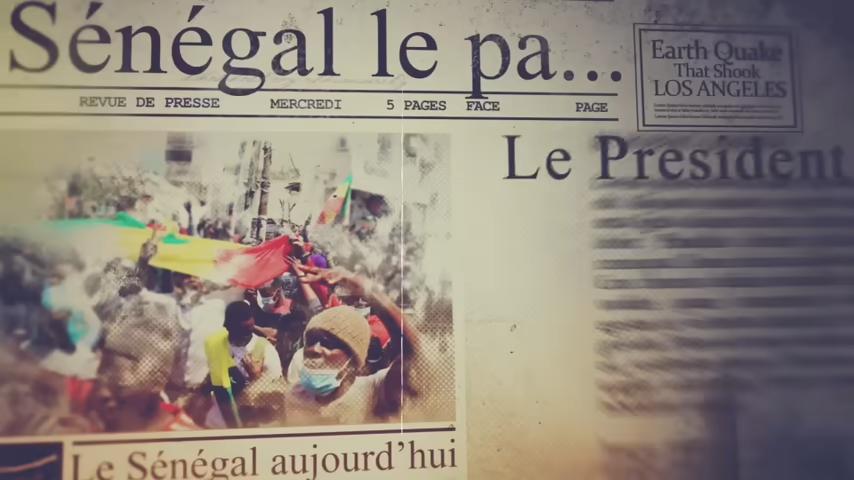 Sénégal le pa...
REVUE DE PRESSE MERCREDI 5 PAGES FACE PAGE
Earth Quake
That Shook
LOS ANGELES
Le President
Le Sénégal aujourd'hui